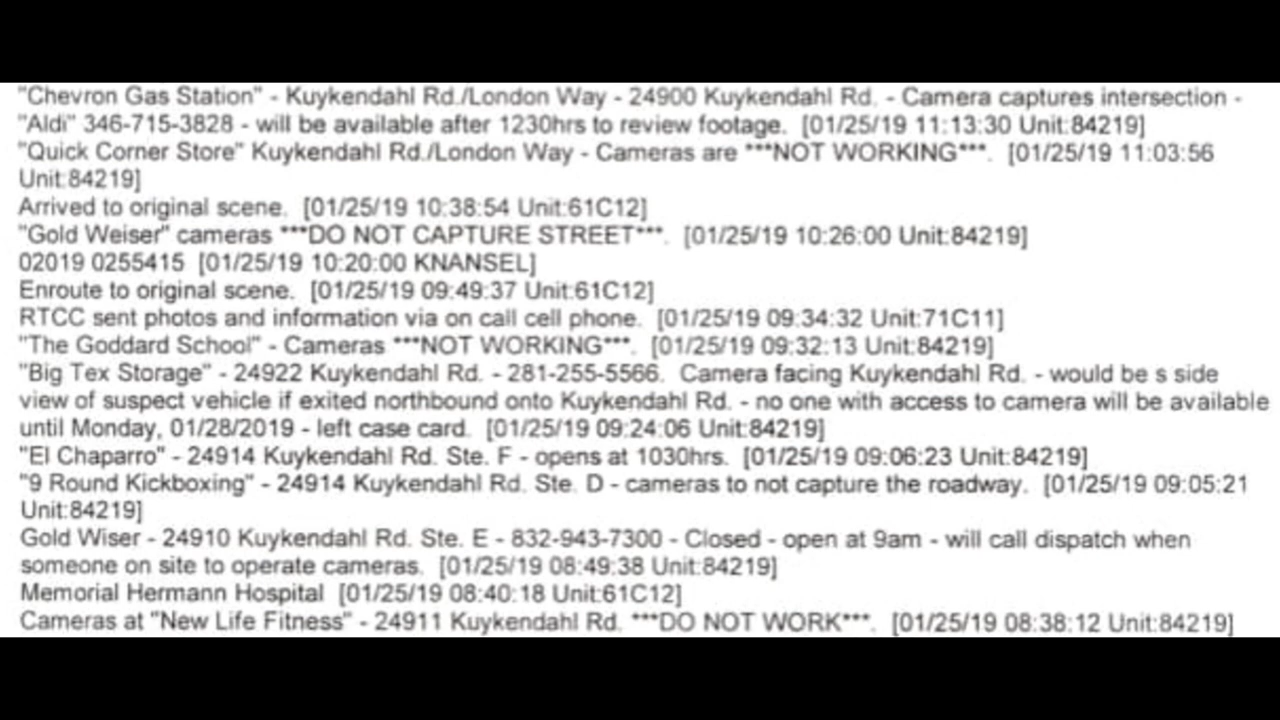 "Chevron Gas Station" - Kuykendahl Rd./London Way - 24900 Kuykendahl Rd. - Camera captures intersection -
"Aldi" 346-715-3828 - will be available after 1230hrs to review footage. [01/25/19 11:13:30 Unit:84219]
"Quick Corner Store" Kuykendahl Rd./London Way - Cameras are ***NOT WORKING***. [01/25/19 11:03:56
Unit:84219]
Arrived to original scene. [01/25/19 10:38:54 Unit:61C12]
"Gold Weiser" cameras ***DO NOT CAPTURE STREET***. [01/25/19 10:26:00 Unit:84219]
02019 0255415 [01/25/19 10:20:00 KNANSEL]
Enroute to original scene. [01/25/19 09:49:37 Unit:61C12]
RTCC sent photos and information via on call cell phone. [01/25/19 09:34:32 Unit:71C11]
"The Goddard School" - Cameras ***NOT WORKING***. [01/25/19 09:32:13 Unit:84219]
"Big Tex Storage" - 24922 Kuykendahl Rd. - 281-255-5566. Camera facing Kuykendahl Rd. - would be s side
view of suspect vehicle if exited northbound onto Kuykendahl Rd. - no one with access to camera will be available
until Monday, 01/28/2019 - left case card. [01/25/19 09:24:06 Unit:84219]
"El Chaparro" - 24914 Kuykendahl Rd. Ste. F - opens at 1030hrs. [01/25/19 09:06:23 Unit:84219]
"9 Round Kickboxing" - 24914 Kuykendahl Rd. Ste. D - cameras to not capture the roadway. [01/25/19 09:05:21
Unit:84219]
Gold Wiser - 24910 Kuykendahl Rd. Ste. E - 832-943-7300 - Closed - open at 9am - will call dispatch when
someone on site to operate cameras. [01/25/19 08:49:38 Unit:84219]
Memorial Hermann Hospital [01/25/19 08:40:18 Unit:61C12]
Cameras at "New Life Fitness" - 24911 Kuykendahl Rd. ***DO NOT WORK***. [01/25/19 08:38:12 Unit:84219]